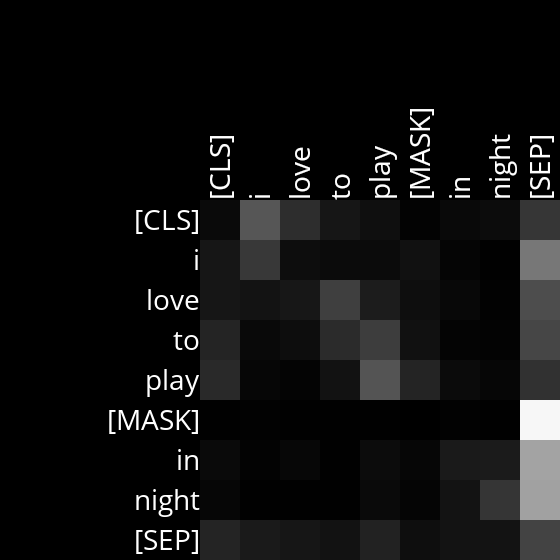 [CLS] i love to play [MASK] in night [SEP]
[CLS]
i
love
to
play
[MASK]
in
night
[SEP]